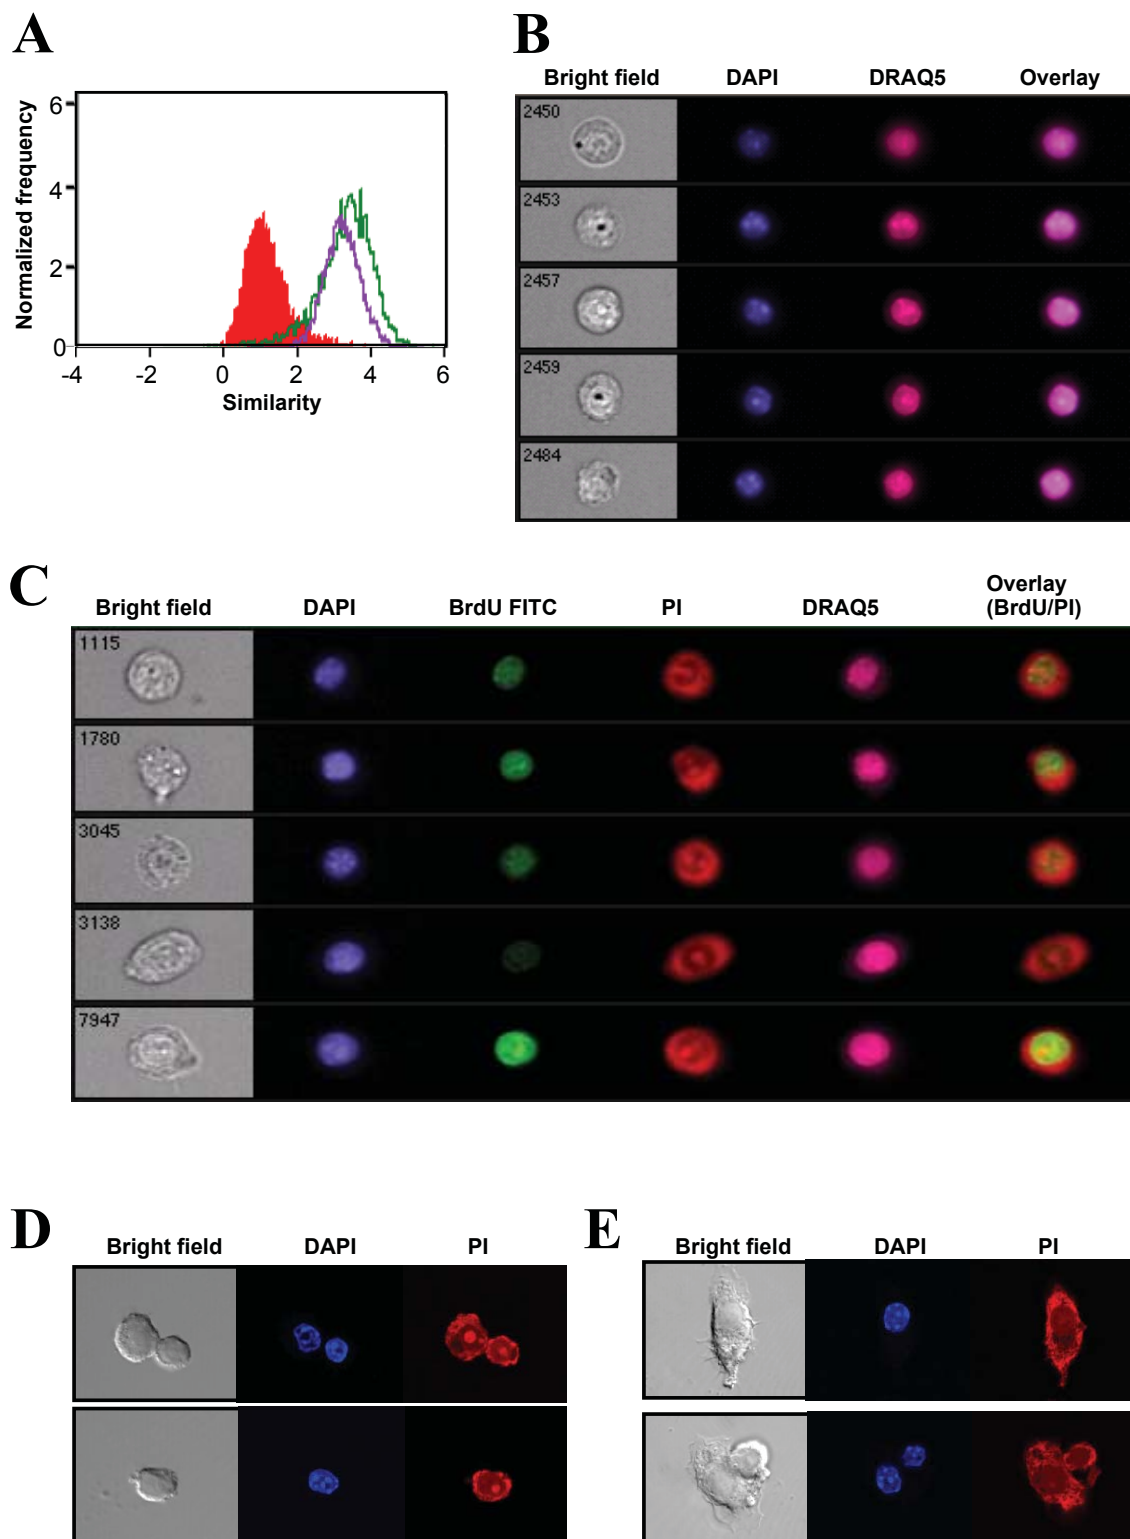 A
Normalized frequency
6
4
2
0
-4 -2 0 2 4 6
Similarity
B
Bright field DAPI DRAQ5 Overlay
2450
2453
2457
2459
2484
C
Bright field DAPI BrdU FITC PI DRAQ5 Overlay
(BrdU/PI)
1115
1780
3045
3138
7947
D
Bright field DAPI PI
E
Bright field DAPI PI